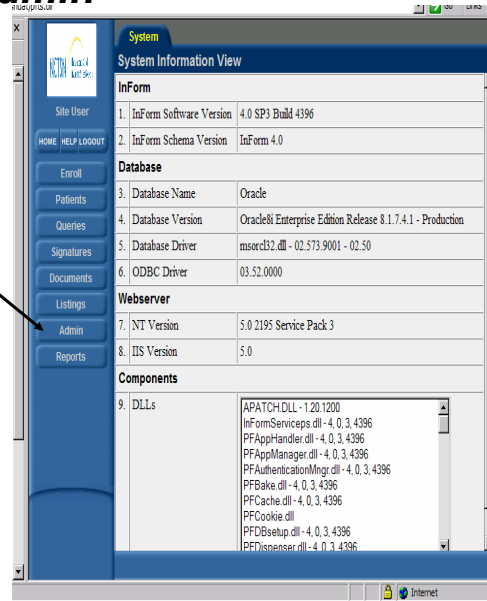 Admin
Go
Links
x
System
System Information View
InForm
1. InForm Software Version 4.0 SP3 Build 4396
2. InForm Schema Version InForm 4.0
Database
3. Database Name Oracle
4. Database Version Oracle8i Enterprise Edition Release 8.1.7.4.1 - Production
5. Database Driver msorcl32.dll - 02.573.9001 - 02.50
6. ODBC Driver 03.52.0000
Webserver
7. NT Version 5.0 2195 Service Pack 3
8. IIS Version 5.0
Components
9. DLLs
APATCH.DLL - 1.20.1200
InFormServiceps.dll - 4, 0, 3, 4396
PFAppHandler.dll - 4, 0, 3, 4396
PFAppManager.dll - 4, 0, 3, 4396
PFAuthenticationMngr.dll - 4, 0, 3, 4396
PFBake.dll - 4, 0, 3, 4396
PFCache.dll - 4, 0, 3, 4396
PFCookie.dll
PFDBsetup.dll - 4, 0, 3, 4396
PFDispenser.dll - 4, 0, 3, 4396
Site User
HOME HELP LOGOUT
Enroll
Patients
Queries
Signatures
Documents
Listings
Admin
Reports
Internet